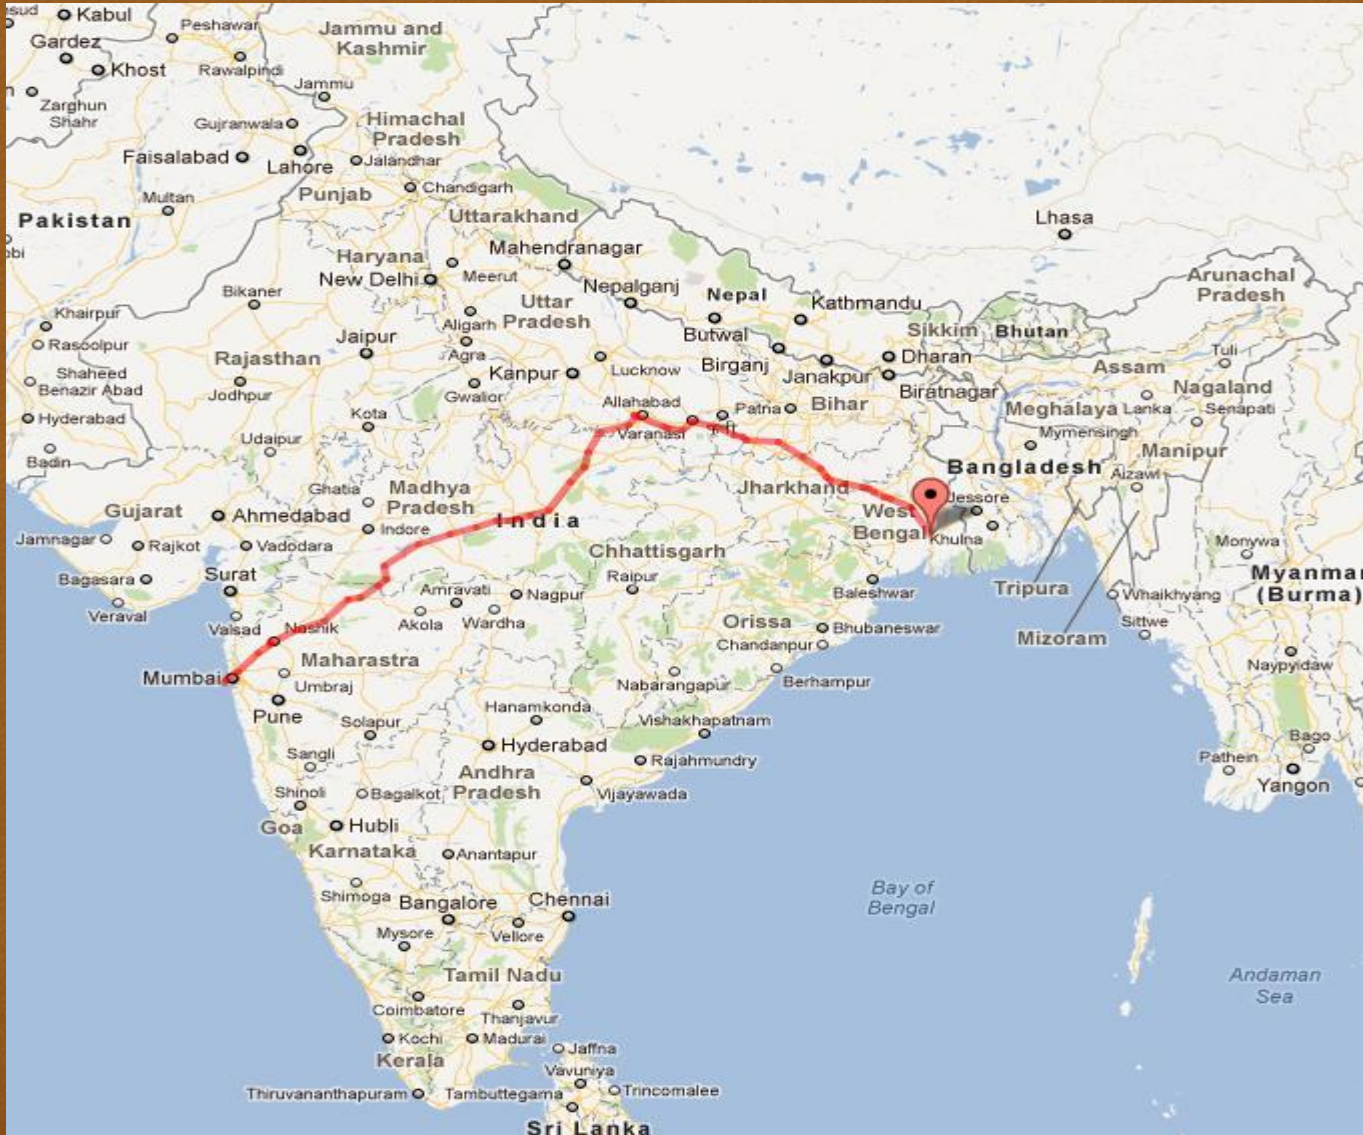 Kabul
Peshawar
Jammu and
Kashmir
Gardez
Rawalpindi
Khost
Jammu
Zarghun
Shahr
Gujranwala
Himachal
Pradesh
Faisalabad
Lahore
Jalandhar
Punjab
Chandigarh
Multan
Pakistan
Uttarakhand
Lhasa
Haryana
Mahendranagar
New Delhi
Meerut
Arunachal
Pradesh
Bikaner
Nepalganj
Nepal
Kathmandu
Khairpur
Uttar
Pradesh
Aligarh
Butwal
Sikkim
Bhutan
Rasoolpur
Jaipur
Rajasthan
Agra
Lucknow
Birganj
Dharan
Tuli
Shaheed
Benazir Abad
Kanpur
Janakpur
Biratnagar
Assam
Nagaland
Jodhpur
Gwalior
Allahabad
Patna
Bihar
Meghalaya
Lanka
Senapati
Hyderabad
Kota
Varanasi
Mymensingh
Udaipur
Manipur
Badin
Bangladesh
Aizawl
Ghatia
Madhya
Pradesh
Jharkhand
Jessore
Gujarat
Ahmedabad
India
West
Bengal
Jamnagar
Rajkot
Vadodara
Indore
Khulna
Monywa
Chhattisgarh
Bagasara
Surat
Raipur
Myanmar
(Burma)
Veraval
Amravati
Nagpur
Baleshwar
Tripura
Whaikhyang
Valsad
Nashik
Akola
Wardha
Orissa
Bhubaneswar
Sittwe
Chandanpur
Mizoram
Maharastra
Naypyidaw
Mumbai
Umbraj
Nabarangapur
Berhampur
Pune
Hanamkonda
Solapur
Vishakhapatnam
Bago
Sangli
Hyderabad
Rajahmundry
Pathein
Andhra
Pradesh
Yangon
Shinoli
Bagalkot
Vijayawada
Goa
Hubli
Karnataka
Anantapur
Shimoga
Bangalore
Chennai
Bay of
Bengal
Mysore
Vellore
Tamil Nadu
Andaman
Sea
Coimbatore
Thanjavur
Kochi
Madurai
Jaffna
Kerala
Vavuniya
Thiruvananthapuram
Tambuttegama
Trincomalee
Sri Lanka